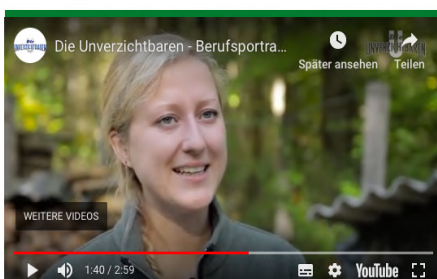 Die Unverzichtbaren - Berufsportra...
Später ansehen
Teilen
WEITERE VIDEOS
1:40 / 2:59
YouTube